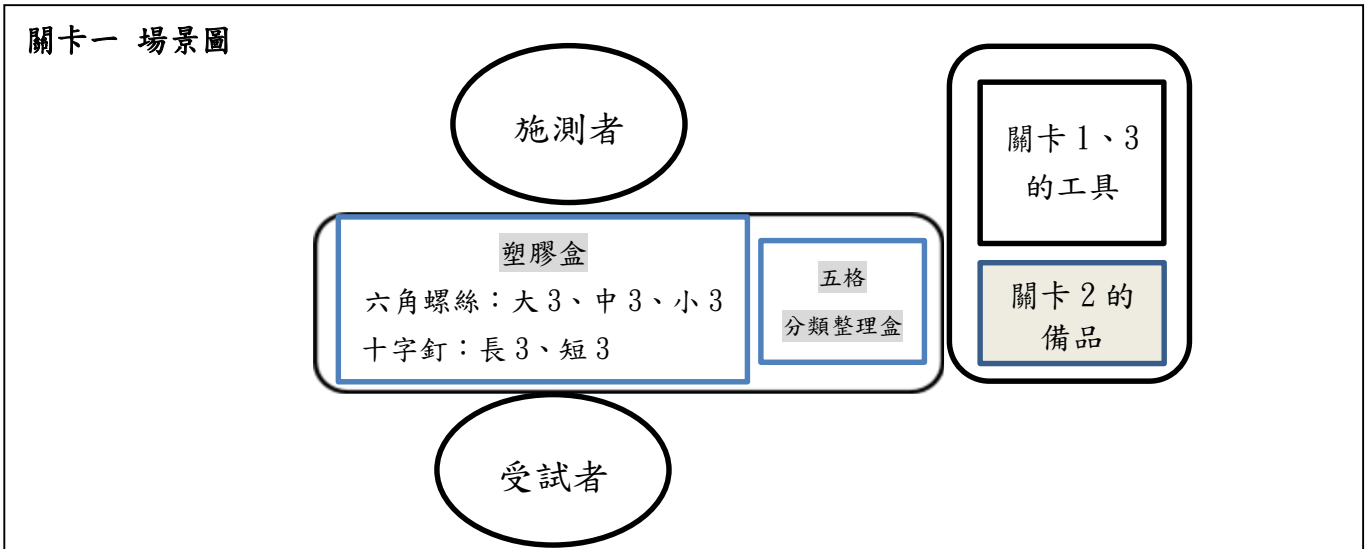 關卡一 場景圖
施測者
關卡 1、3
的工具
塑膠盒
六角螺絲：大 3、中 3、小 3
十字釘：長 3、短 3
五格
分類整理盒
關卡 2 的
備品
受試者